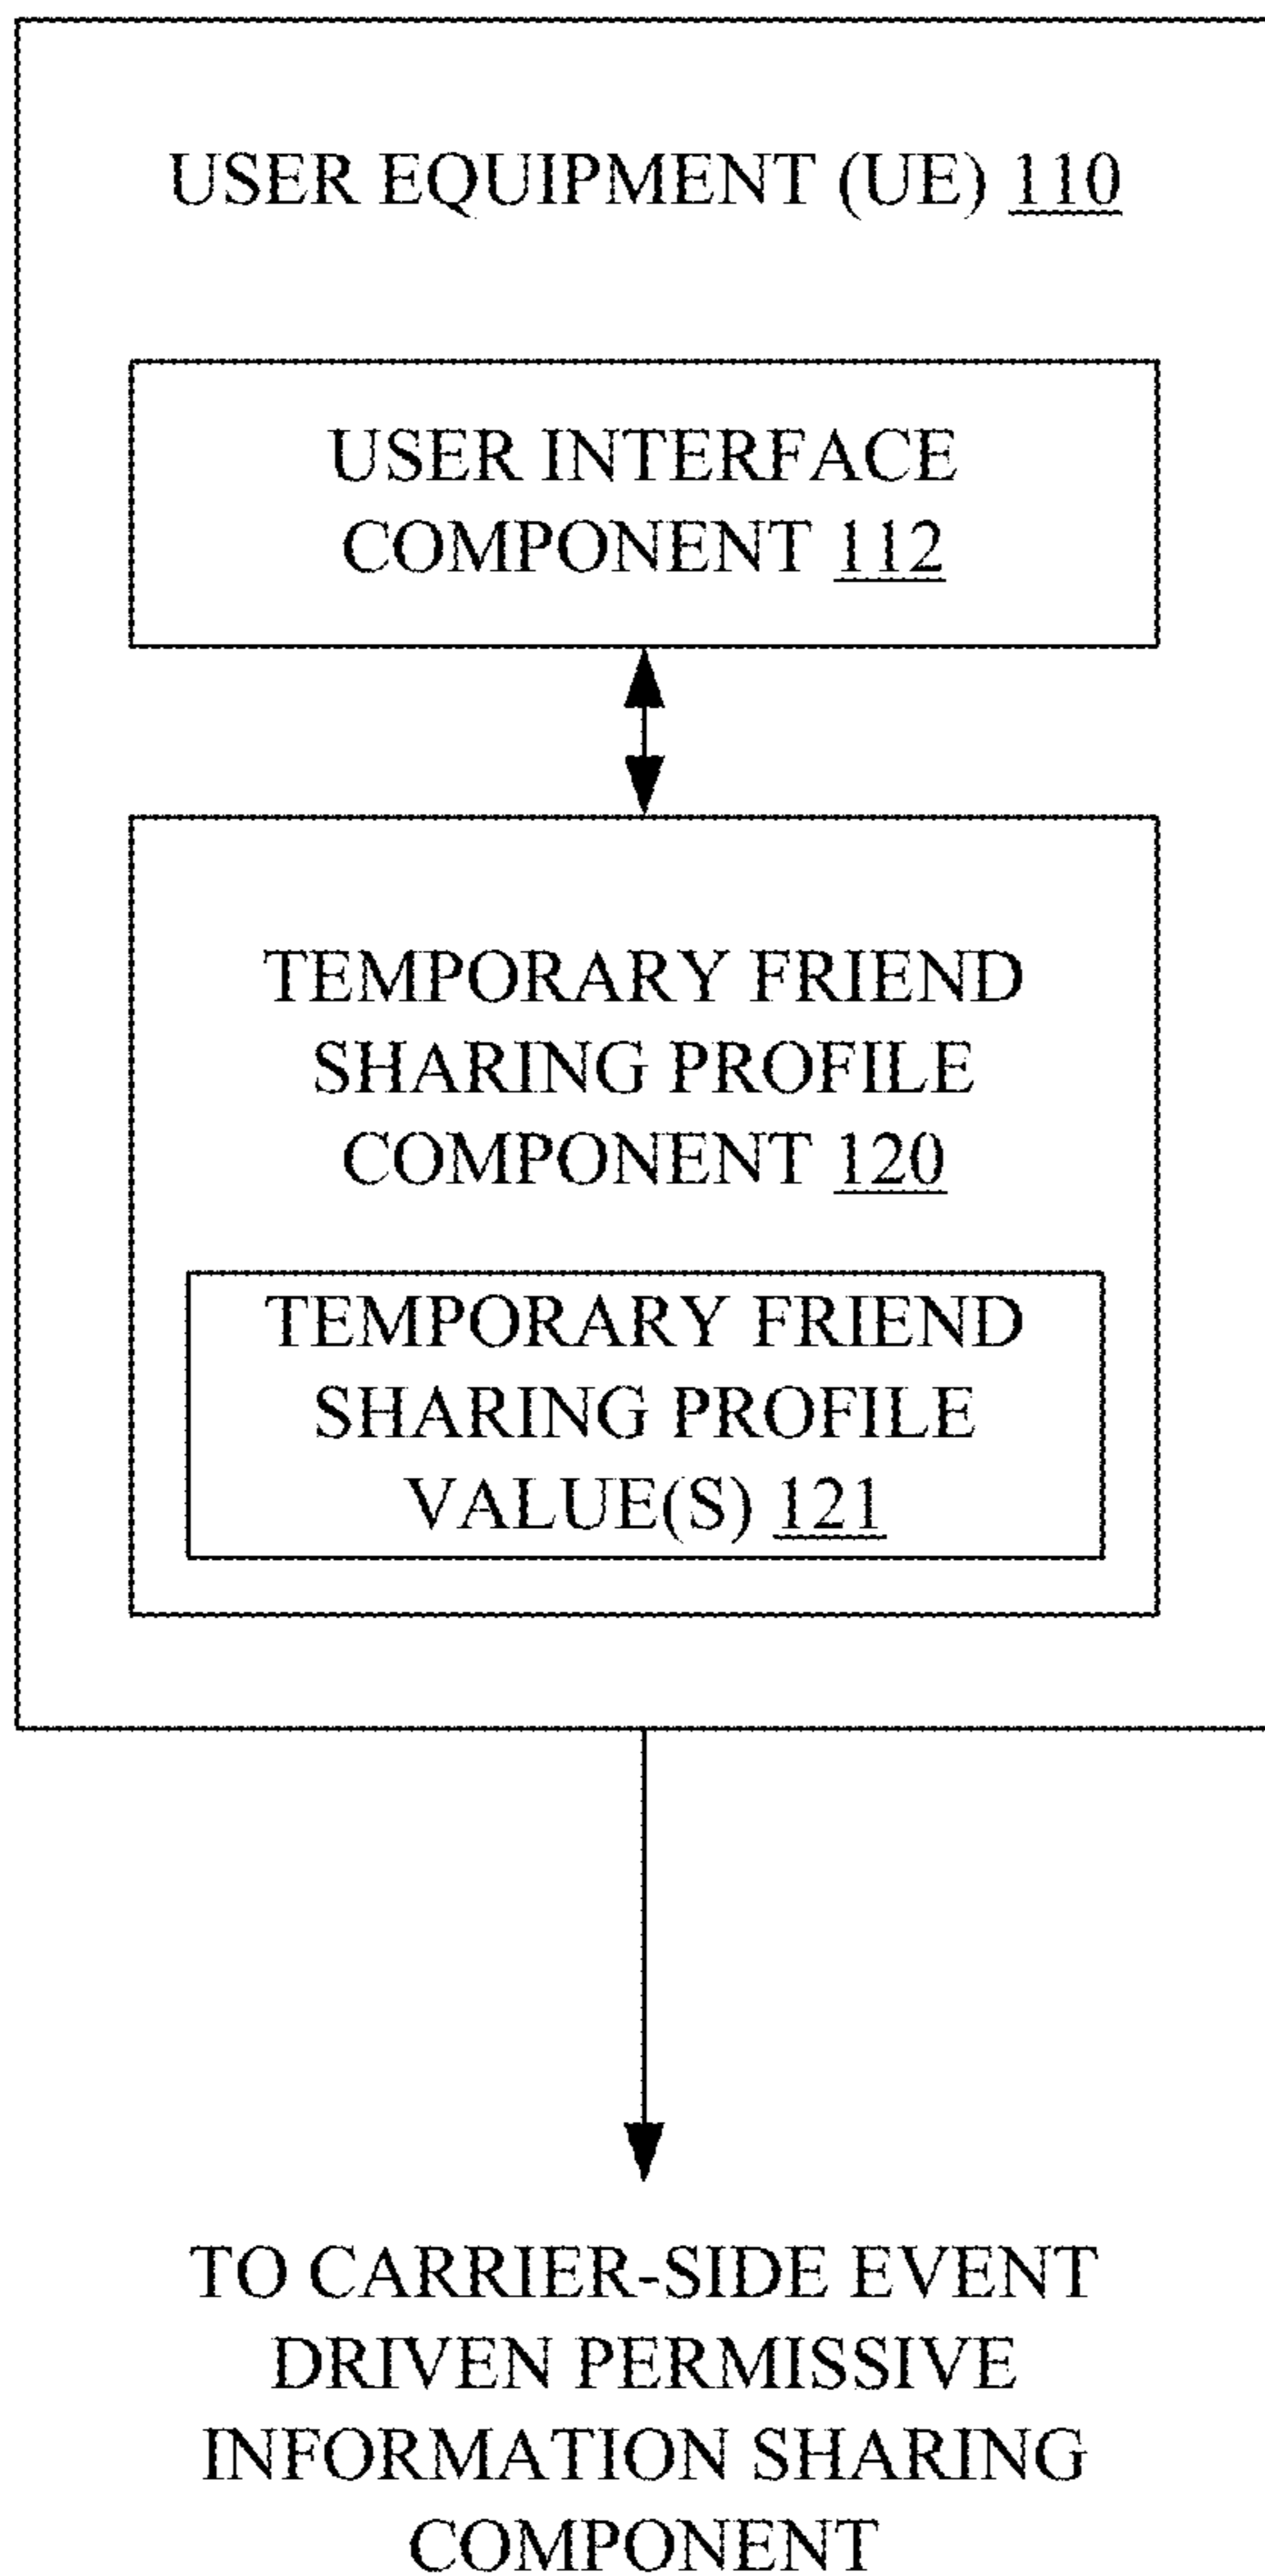 USER EQUIPMENT (UE) 110
USER INTERFACE
COMPONENT 112
TEMPORARY FRIEND
SHARING PROFILE
COMPONENT 120
TEMPORARY FRIEND
SHARING PROFILE
VALUE(S) 121
TO CARRIER-SIDE EVENT
DRIVEN PERMISSIVE
INFORMATION SHARING
COMPONENT